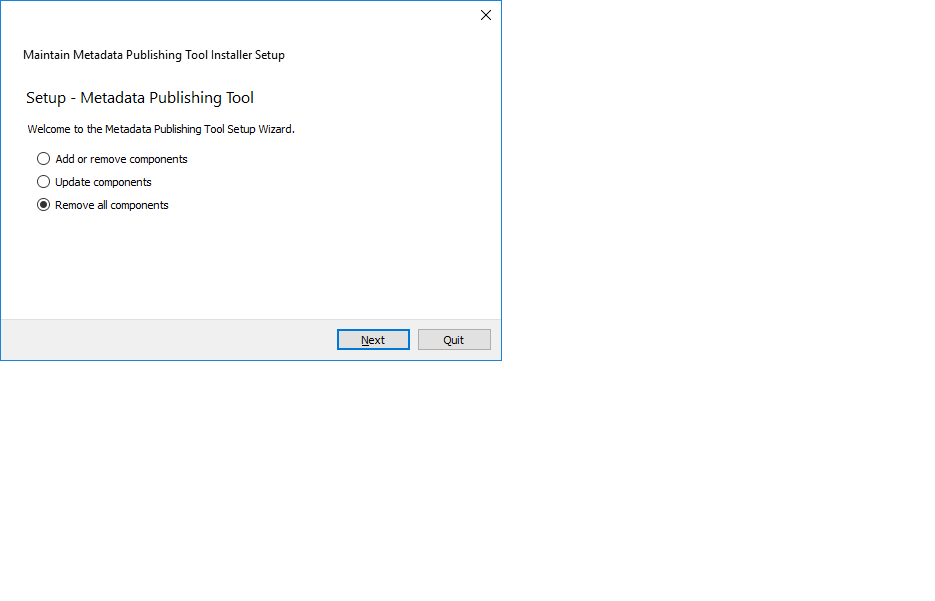 Maintain Metadata Publishing Tool Installer Setup
Setup - Metadata Publishing Tool
Welcome to the Metadata Publishing Tool Setup Wizard.
Add or remove components
Update components
Remove all components
Next
Quit